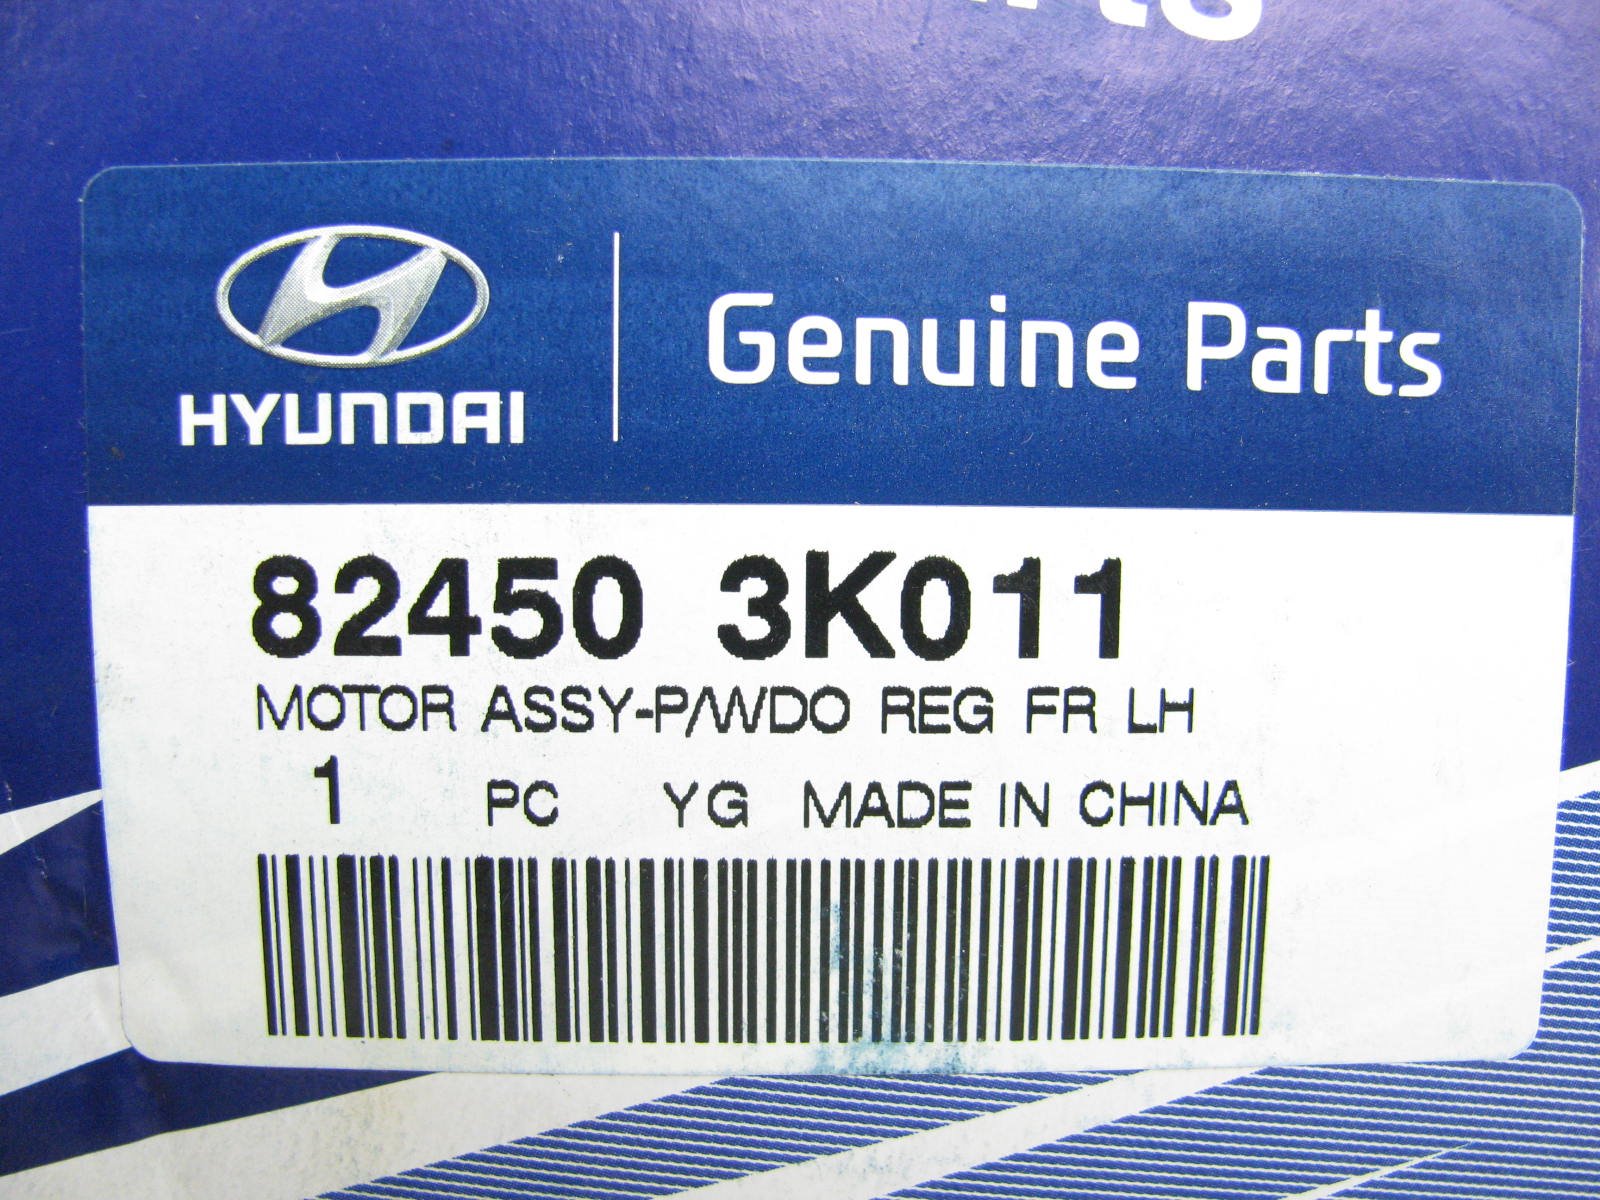 HYUNDAI
Genuine Parts
82450 3K011
MOTOR ASSY-P/WDO REG FR LH
1 PC YG MADE IN CHINA